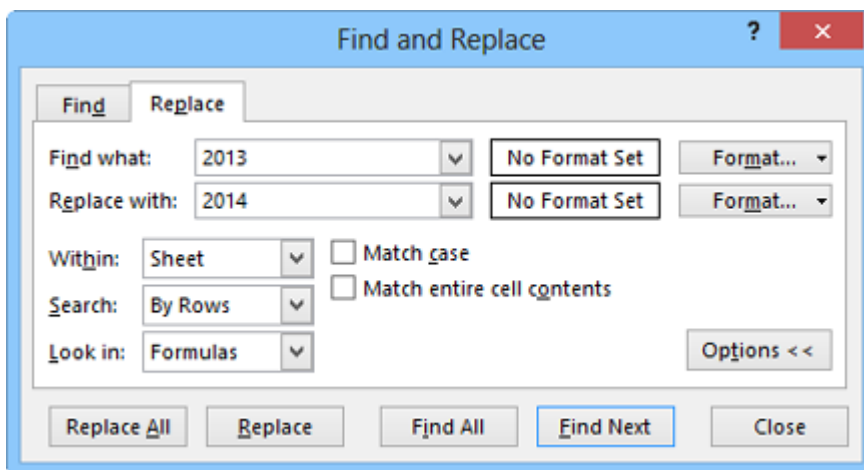 Find and Replace ?
Find Replace
Find what: 2013 No Format Set Format...
Replace with: 2014 No Format Set Format...
Within: Sheet Match case
Search: By Rows Match entire cell contents
Look in: Formulas Options <<
Replace All Replace Find All Find Next Close